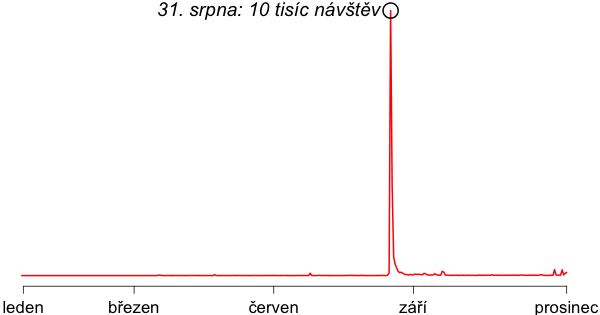 31. srpna: 10 tisíc návštěv
leden březen červen září prosinec